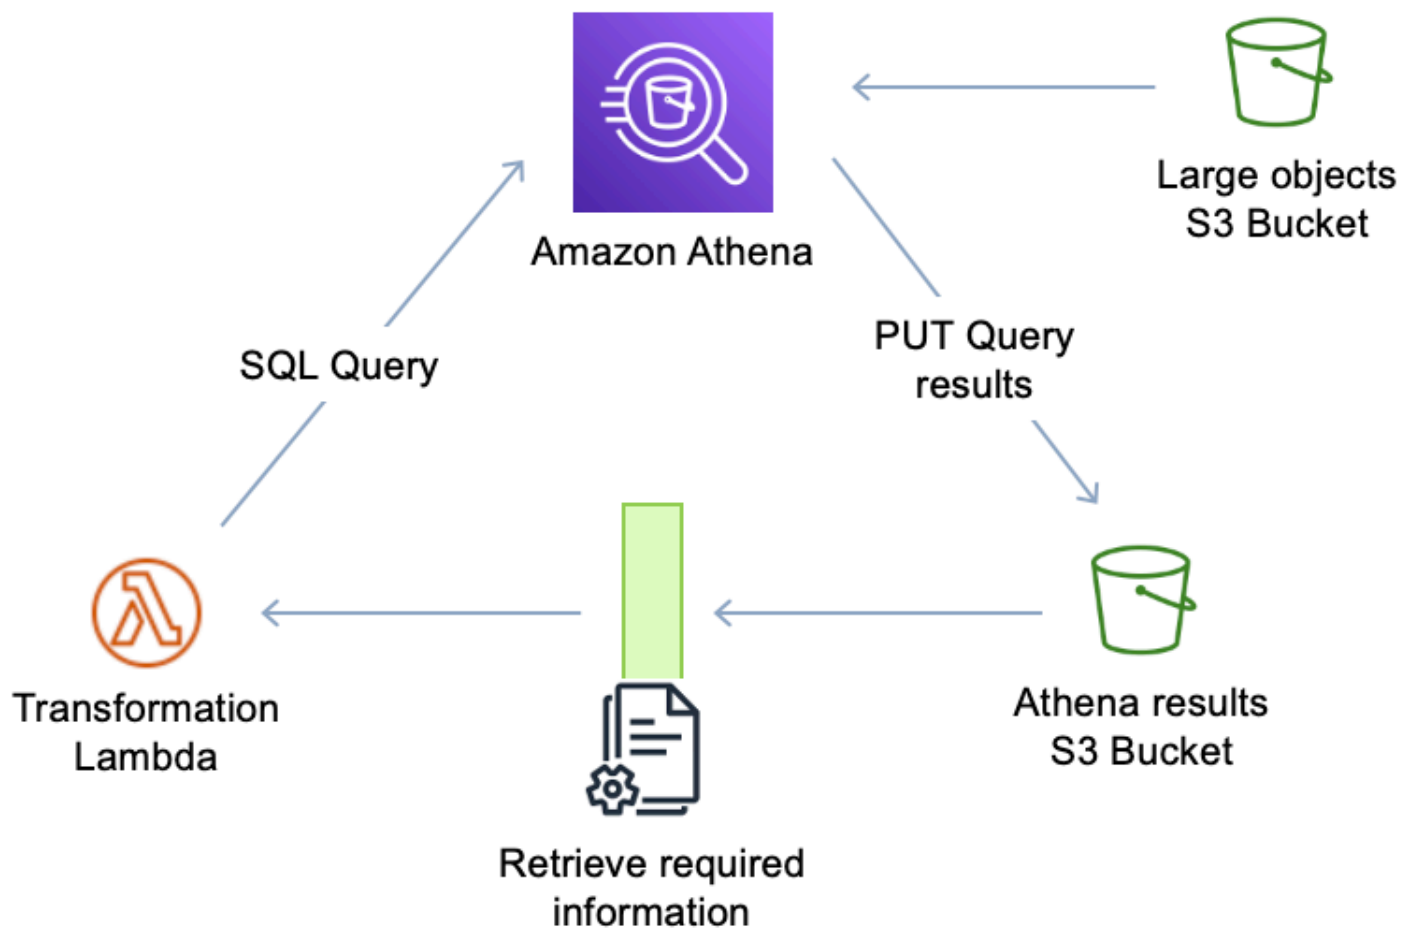 Large objects
S3 Bucket
Amazon Athena
PUT Query
results
SQL Query
Transformation
Lambda
Athena results
S3 Bucket
Retrieve required
information